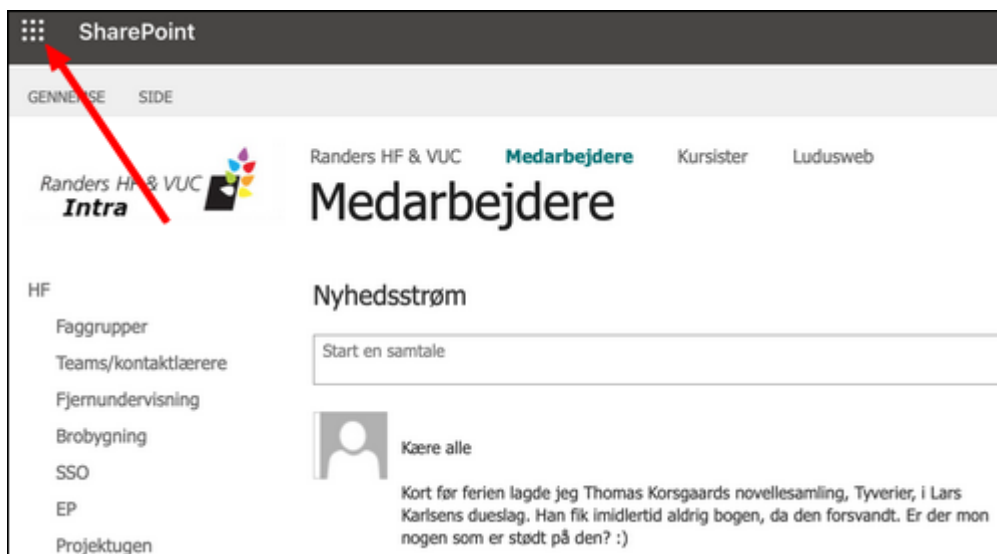 SharePoint
GENNEMSE SIDE
Randers HF & VUC
Intra
Randers HF & VUC Medarbejdere Kursister Ludusweb
Medarbejdere
HF
Faggrupper
Teams/kontaktlærere
Fjernundervisning
Brobygning
SSO
EP
Projektugen
Nyhedsstrøm
Start en samtale
Kære alle
Kort før ferien lagde jeg Thomas Korsgaards novellesamling, Tyverier, i Lars
Karlsens dueslag. Han fik imidlertid aldrig bogen, da den forsvandt. Er der mon
nogen som er stødt på den? :)